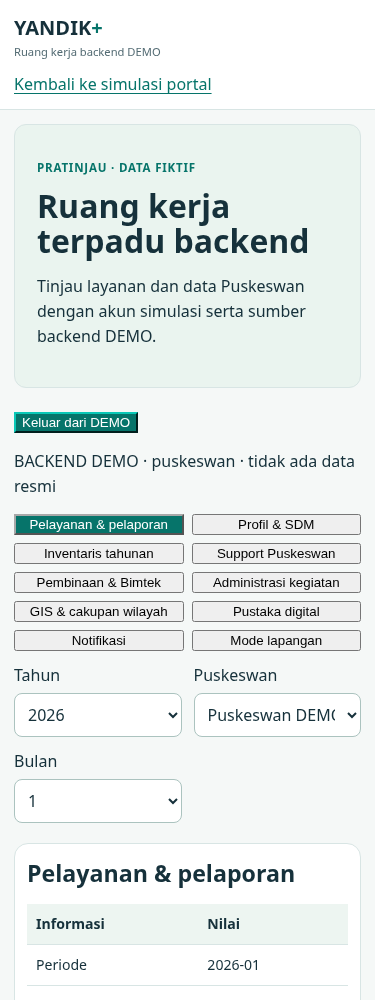 YANDIK+
Ruang kerja backend DEMO
Kembali ke simulasi portal
PRATINJAU · DATA FIKTIF
Ruang kerja
terpadu backend
Tinjau layanan dan data Puskeswan
dengan akun simulasi serta sumber
backend DEMO.
Keluar dari DEMO
BACKEND DEMO · puskeswan · tidak ada data
resmi
Pelayanan & pelaporan
Profil & SDM
Inventaris tahunan
Support Puskeswan
Pembinaan & Bimtek
Administrasi kegiatan
GIS & cakupan wilayah
Pustaka digital
Notifikasi
Mode lapangan
Tahun
Puskeswan
2026
Puskeswan DEMO
Bulan
1
Pelayanan & pelaporan
Informasi Nilai
Periode 2026-01